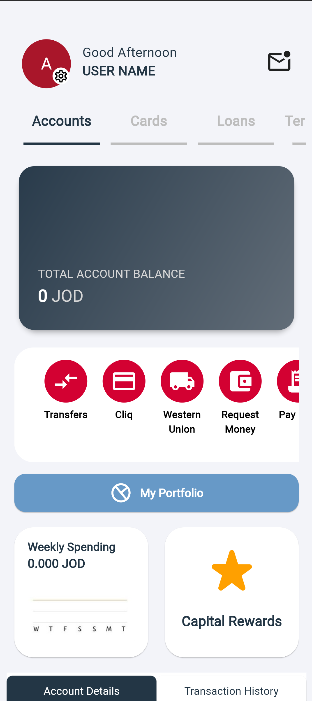 A
Good Afternoon
USER NAME
Accounts
Cards
Loans
Ter
TOTAL ACCOUNT BALANCE
0 JOD
Transfers
Cliq
Western
Union
Request
Money
Pay
My Portfolio
Weekly Spending
0.000 JOD
W T F S S M T
Capital Rewards
Account Details
Transaction History